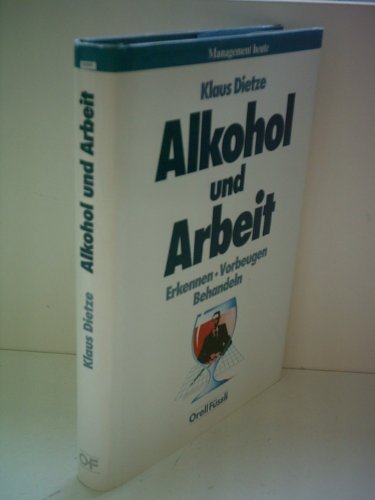 Management heute
Klaus Dietze
Alkohol
und
Arbeit
Erkennen • Vorbeugen
Behandeln
Orell Füssli
Klaus Dietze Alkohol und Arbeit
OF